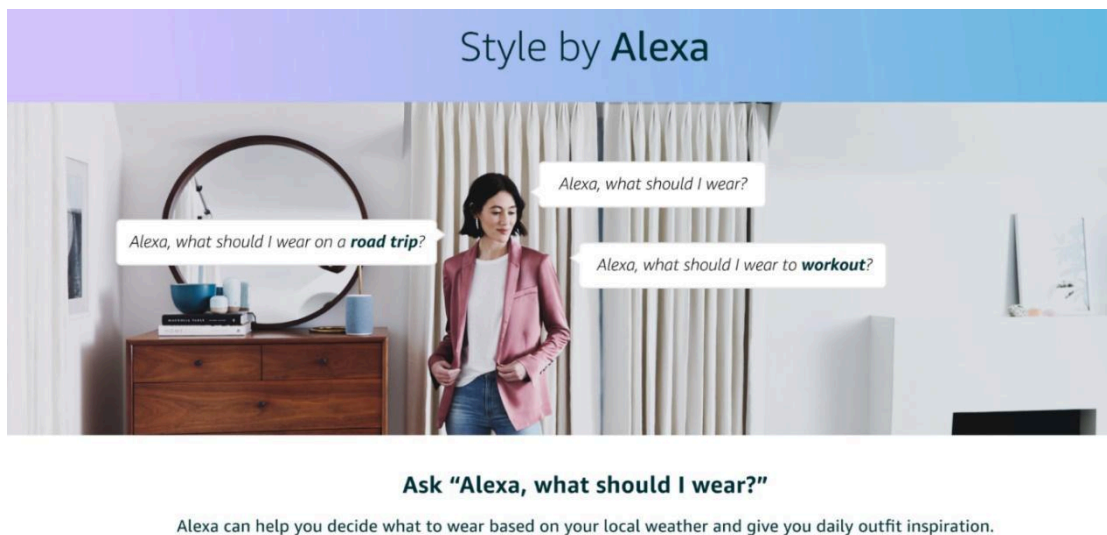 Style by Alexa
Alexa, what should I wear?
Alexa, what should I wear on a road trip?
Alexa, what should I wear to workout?
Ask “Alexa, what should I wear?”
Alexa can help you decide what to wear based on your local weather and give you daily outfit inspiration.